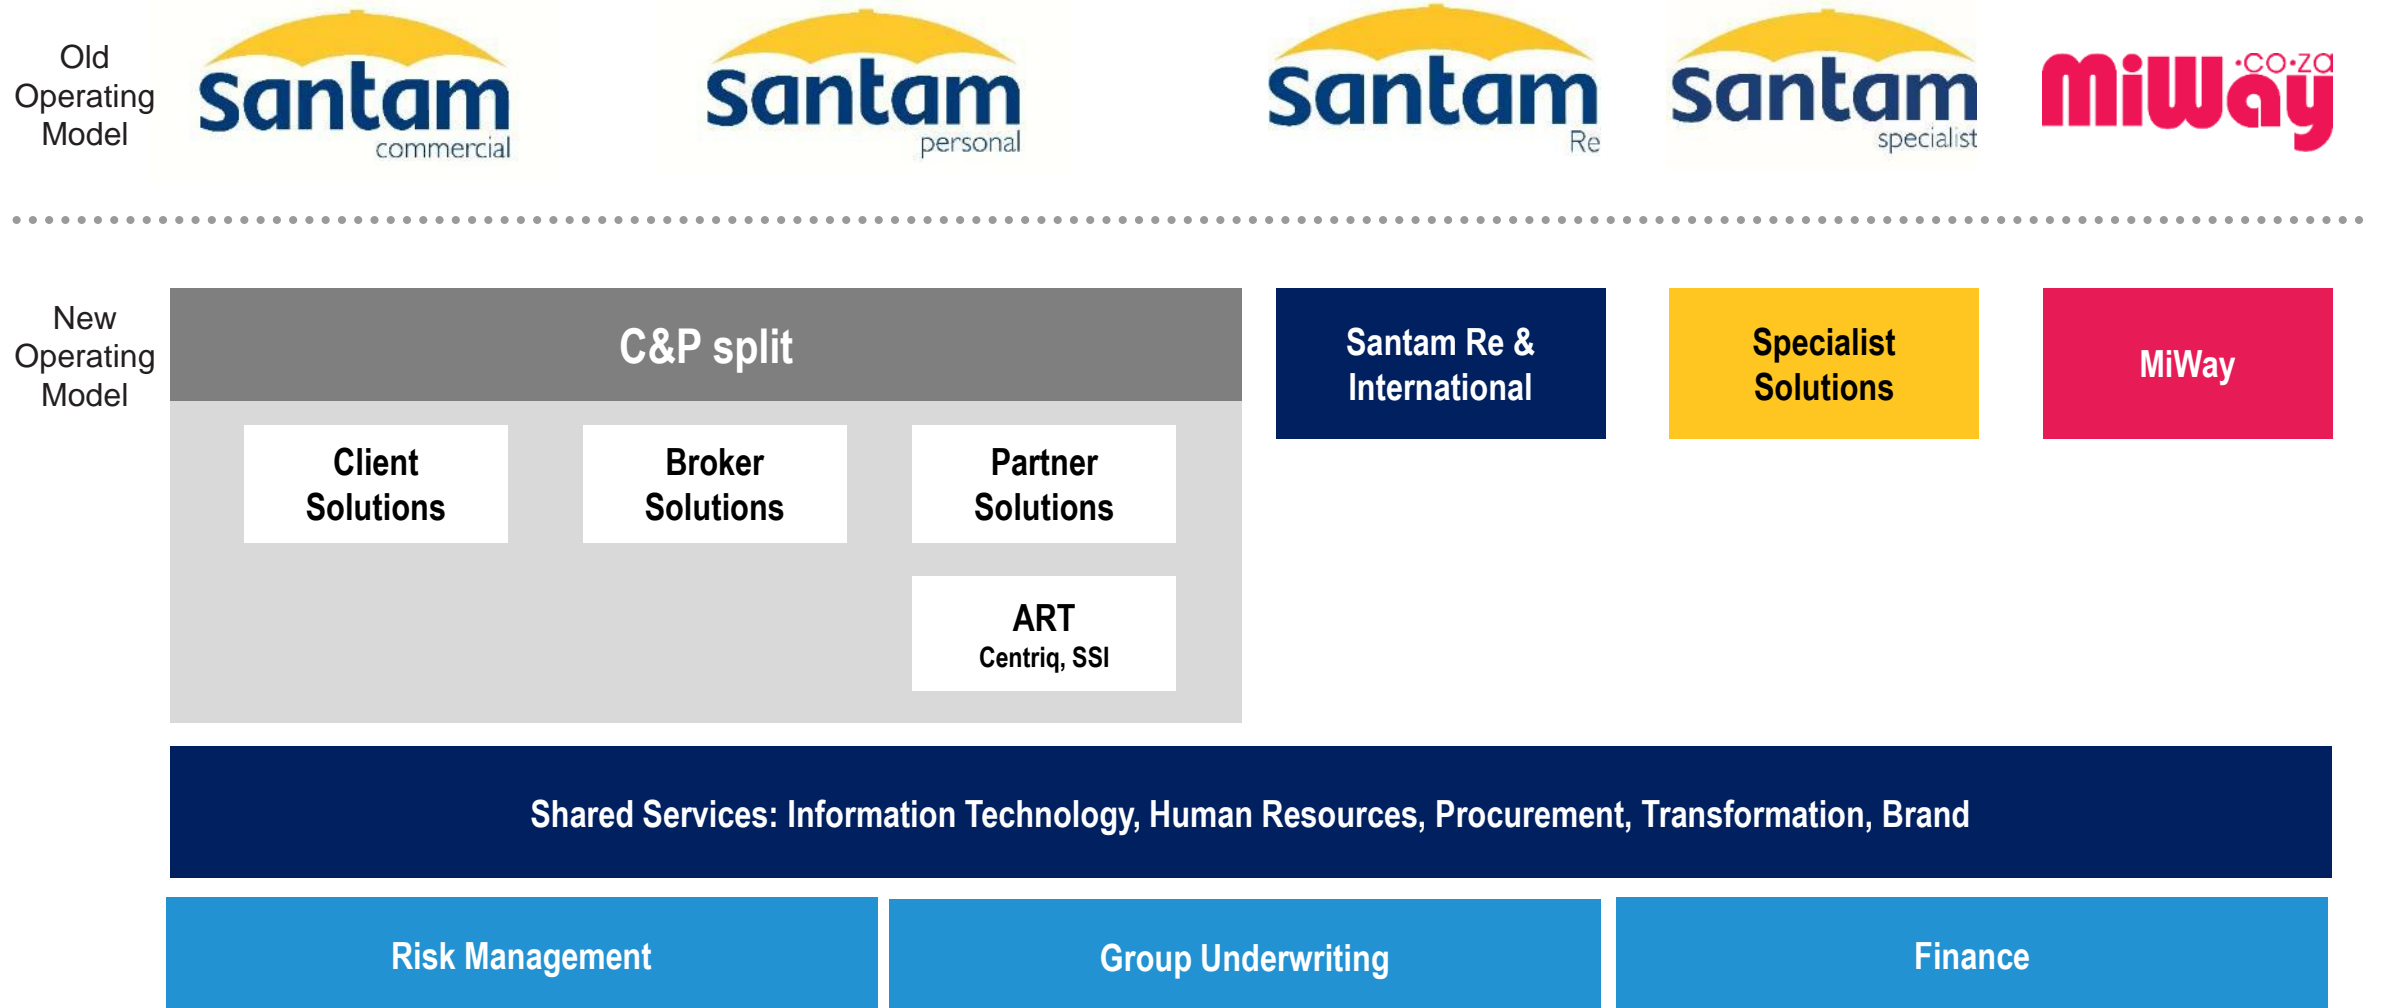 Old
Operating
Model
santam
commercial
santam
personal
santam
Re
santam
specialist
MiWay
.co.za
New
Operating
Model
C&P split
Client
Solutions
Broker
Solutions
Partner
Solutions
ART
Centriq, SSI
Santam Re &
International
Specialist
Solutions
MiWay
Shared Services: Information Technology, Human Resources, Procurement, Transformation, Brand
Risk Management
Group Underwriting
Finance